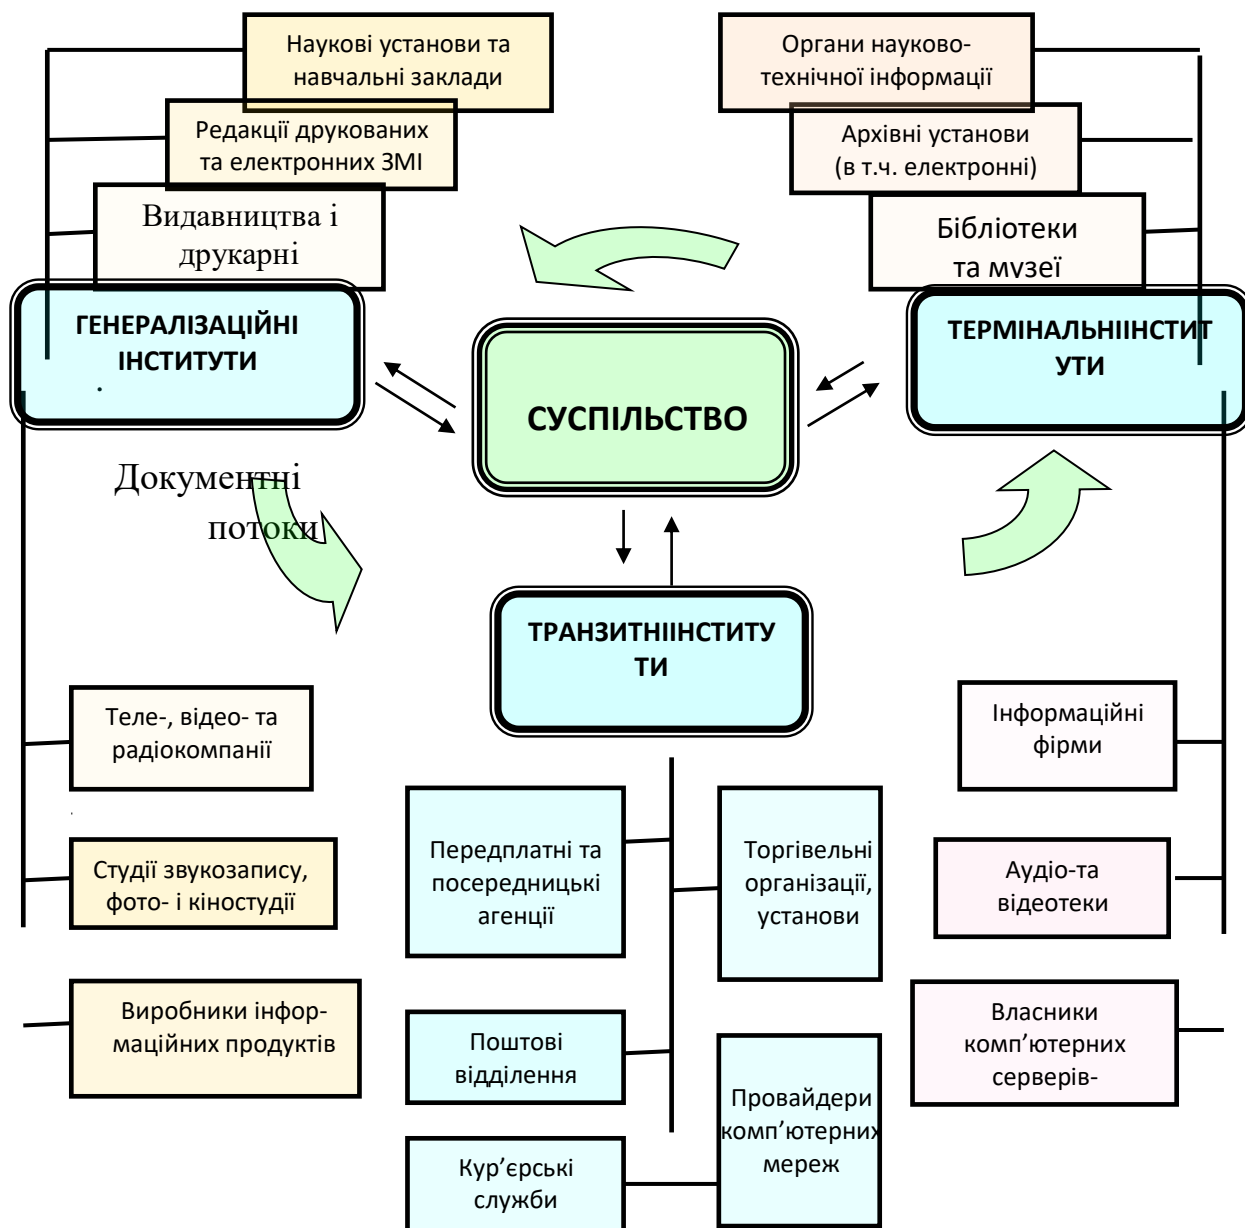 Наукові установи та
навчальні заклади
Органи науково-
технічної інформації
Редакції друкованих
та електронних ЗМІ
Архівні установи
(в т.ч. електронні)
Видавництва і
друкарні
Бібліотеки
та музеї
ГЕНЕРАЛІЗАЦІЙНІ
ІНСТИТУТИ
ТЕРМІНАЛЬНІІНСТИТ
УТИ
СУСПІЛЬСТВО
Документні
потоки
ТРАНЗИТНІІНСТИТУ
ТИ
Теле-, відео- та
радіокомпанії
Інформаційні
фірми
Передплатні та
посередницькі
агенції
Торгівельні
організації,
установи
Студії звукозапису,
фото- і кіностудії
Аудіо-та
відеотеки
Виробники інфор-
маційних продуктів
Поштові
відділення
Провайдери
комп’ютерних
мереж
Власники
комп’ютерних
серверів-
Кур’єрські
служби